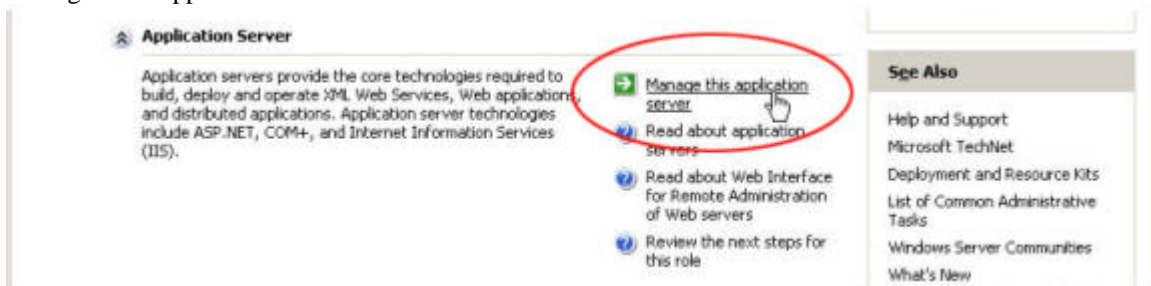 Application Server
Application servers provide the core technologies required to
build, deploy and operate XML Web Services, Web applications,
and distributed applications. Application server technologies
include ASP.NET, COM+, and Internet Information Services
(IIS).
Manage this application
server
Read about application
servers
Read about Web Interface
for Remote Administration
of Web servers
Review the next steps for
this role
See Also
Help and Support
Microsoft TechNet
Deployment and Resource Kits
List of Common Administrative
Tasks
Windows Server Communities
What's New